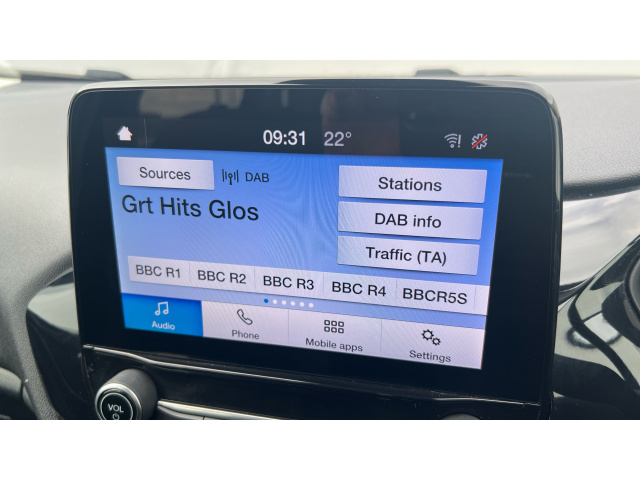 09:31 22°
Sources DAB
Stations
Grt Hits Glos
DAB info
Traffic (TA)
BBC R1 BBC R2 BBC R3 BBC R4 BBCR5S
Audio Phone Mobile apps Settings
VOL